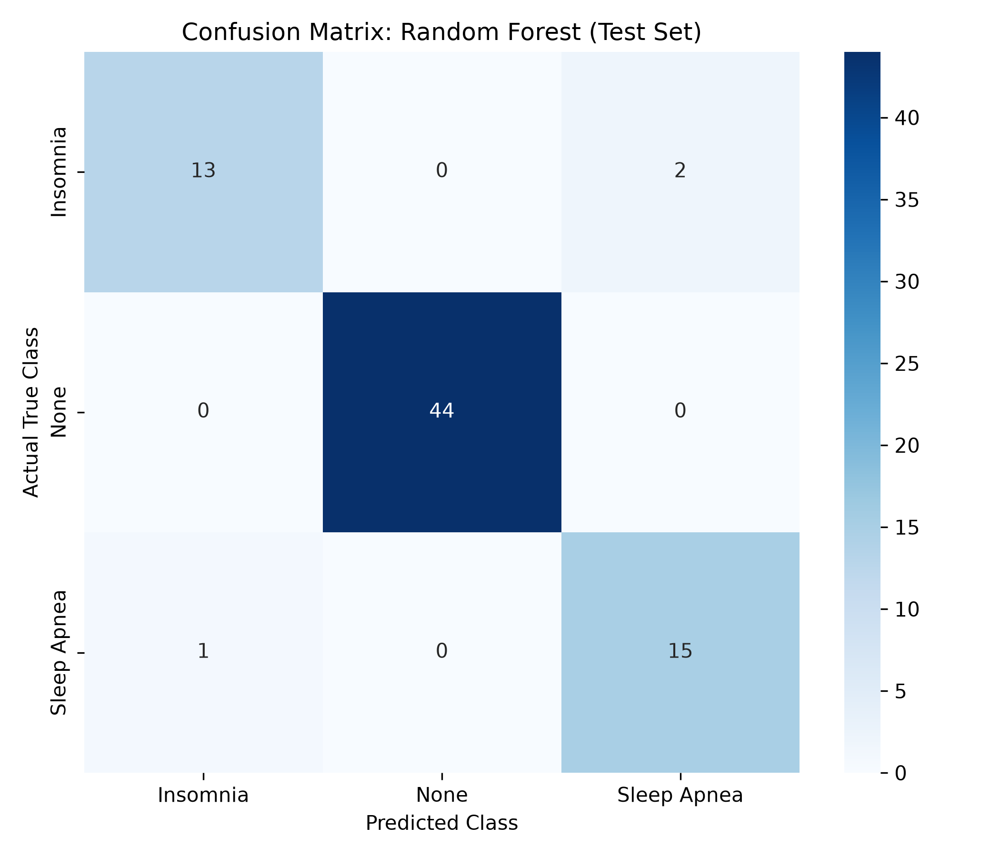 Confusion Matrix: Random Forest (Test Set)
Actual True Class
Insomnia
13
0
2
None
0
44
0
Sleep Apnea
1
0
15
Insomnia
None
Sleep Apnea
Predicted Class
40
35
30
25
20
15
10
5
0